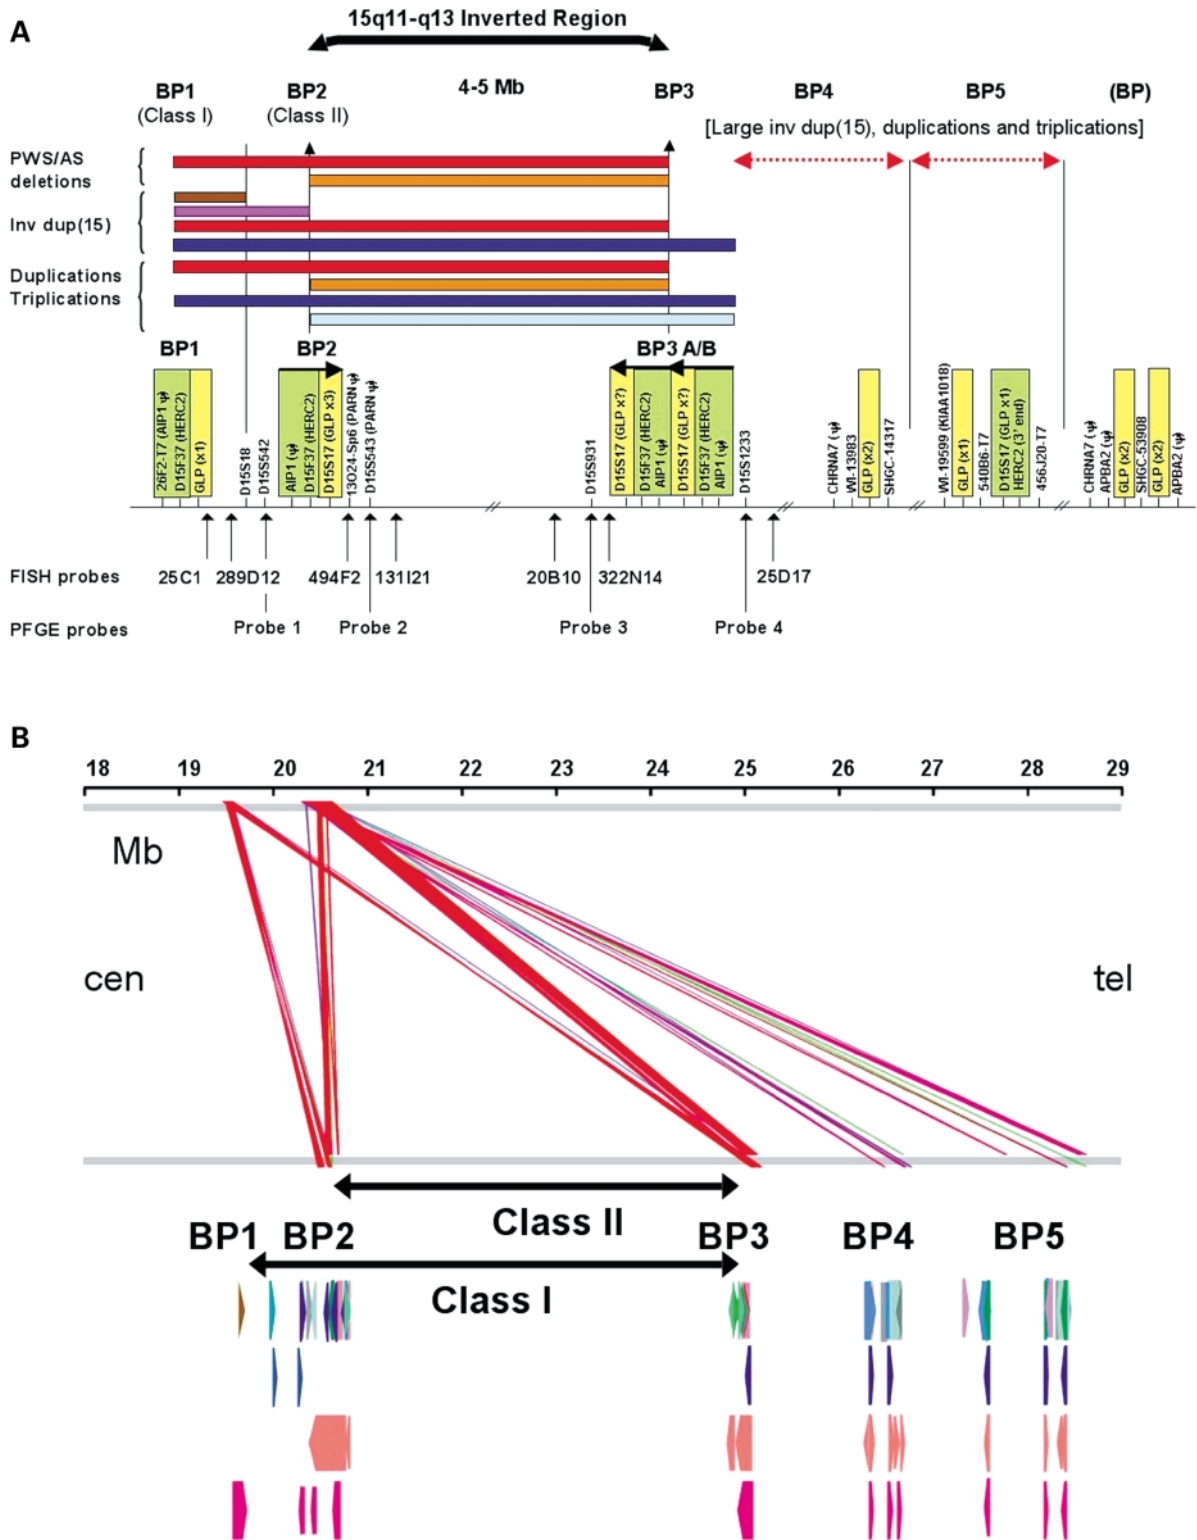 A
15q11-q13 Inverted Region
BP1
(Class I)
BP2
(Class II)
4-5 Mb
BP3
BP4
BP5
(BP)
[Large inv dup(15), duplications and triplications]
PWS/AS
deletions
Inv dup(15)
Duplications
Triplications
BP1
BP2
BP3 A/B
26F2-T7 (AIP1 ψ)
D15F37 (HERC2)
GLP (x1)
D15S18
D15S542
AIP1 (ψ)
D15F37 (HERC2)
D15S17 (GLP x3)
13O24-Sp6 (PARN ψ)
D15S543 (PARN ψ)
D15S931
D15S17 (GLP x?)
D15F37 (HERC2)
AIP1 (ψ)
D15S17 (GLP x?)
D15F37 (HERC2)
AIP1 (ψ)
D15S1233
CHRNA7 (ψ)
WI-13983
GLP (x2)
SHGC-14317
WI-19599 (KIAA1018)
GLP (x1)
540B6-T7
D15S17 (GLP x1)
HERC2 (3' end)
456J20-T7
CHRNA7 (ψ)
APBA2 (ψ)
GLP (x2)
SHGC-53908
GLP (x2)
APBA2 (ψ)
FISH probes
25C1
289D12
494F2
131I21
20B10
322N14
25D17
PFGE probes
Probe 1
Probe 2
Probe 3
Probe 4
B
18 19 20 21 22 23 24 25 26 27 28 29
Mb
cen
tel
Class II
BP1
BP2
BP3
BP4
BP5
Class I